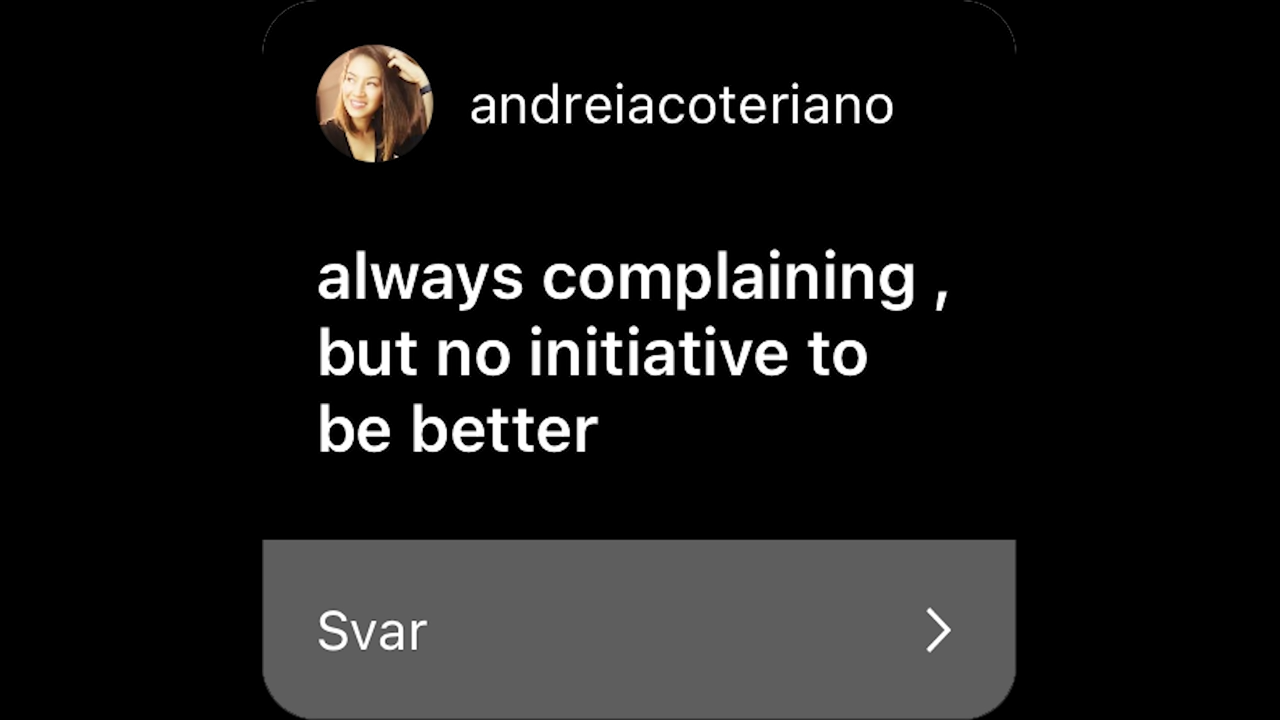 andreiacoteriano
always complaining ,
but no initiative to
be better
Svar